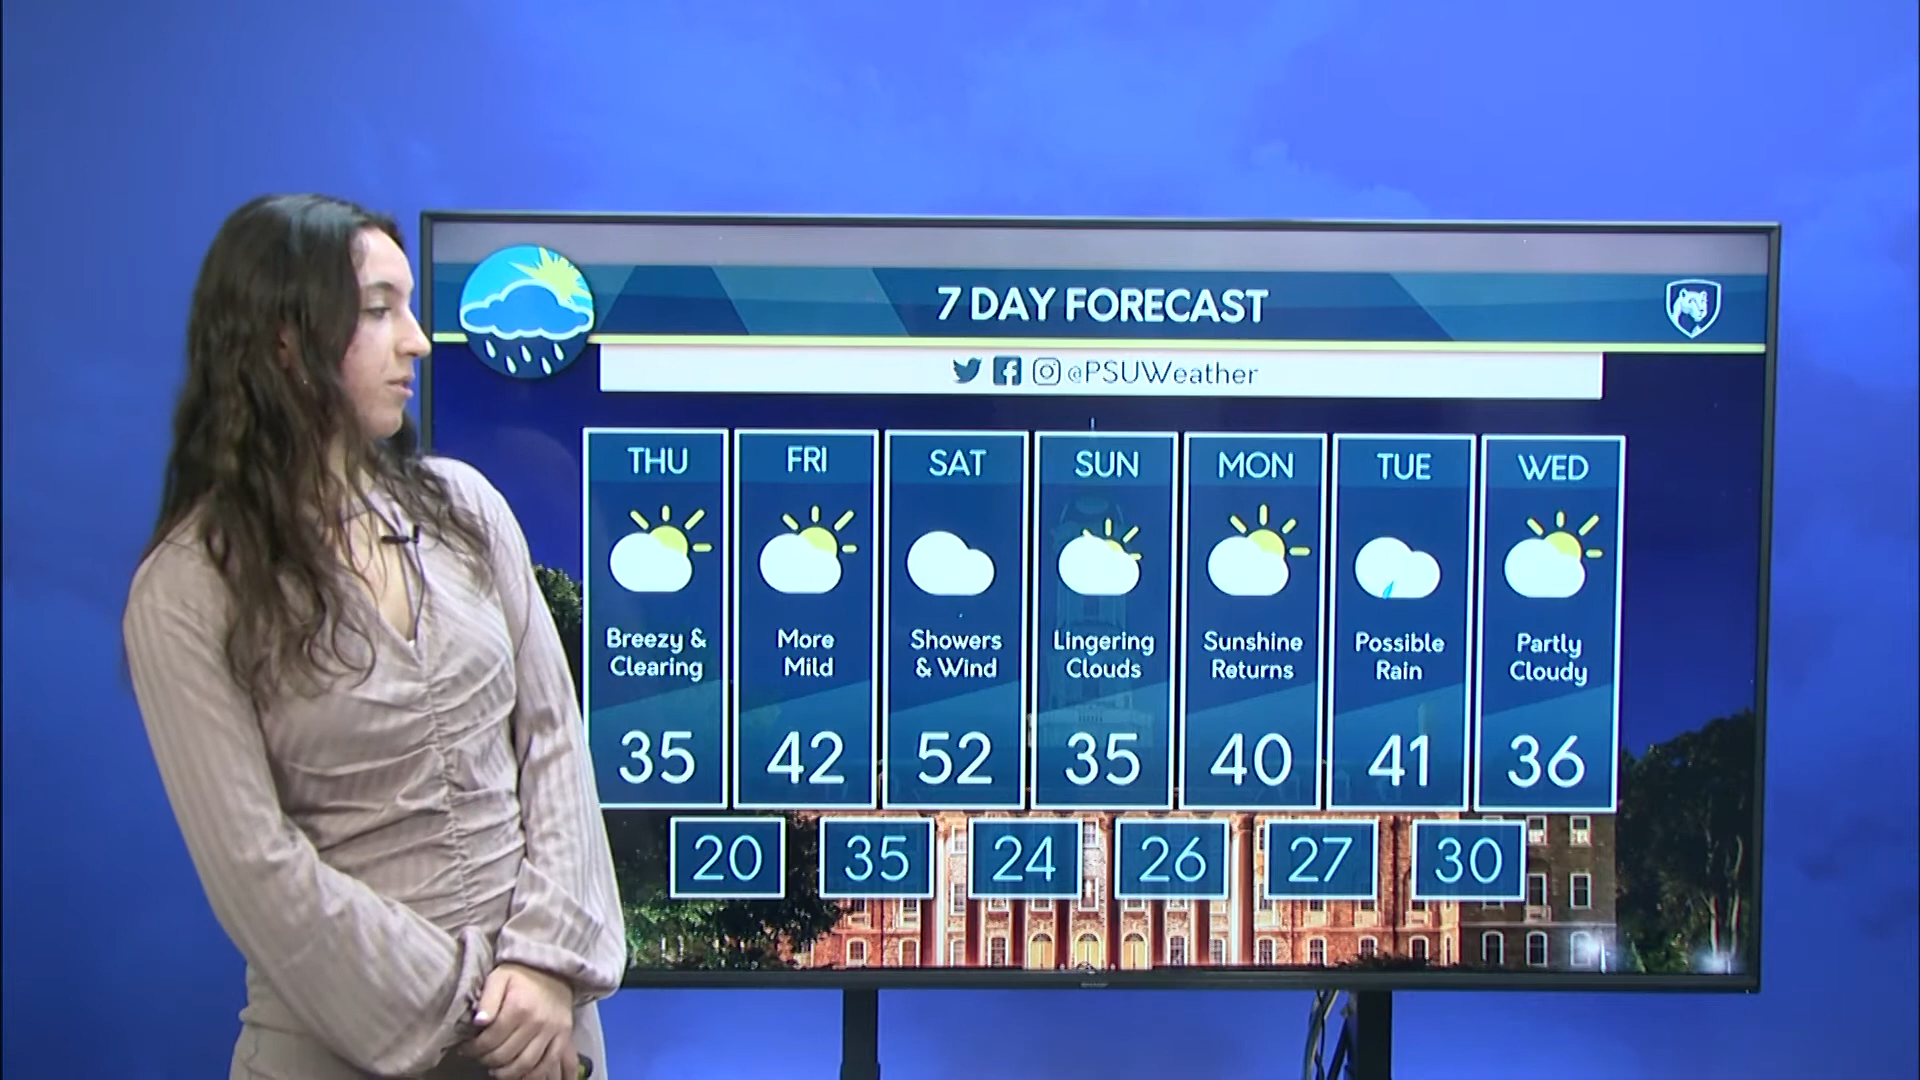 7 DAY FORECAST
@PSUWeather
THU
FRI
SAT
SUN
MON
TUE
WED
Breezy &
Clearing
More
Mild
Showers
& Wind
Lingering
Clouds
Sunshine
Returns
Possible
Rain
Partly
Cloudy
35
42
52
35
40
41
36
20
35
24
26
27
30